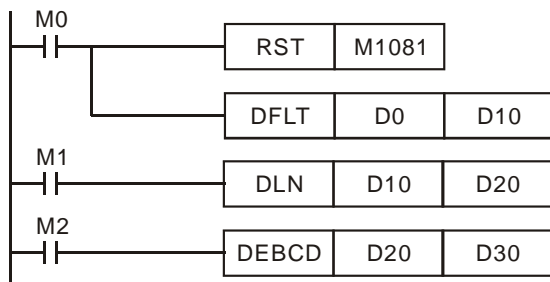 M0
RST M1081
DFLT D0 D10
M1
DLN D10 D20
M2
DEBCD D20 D30